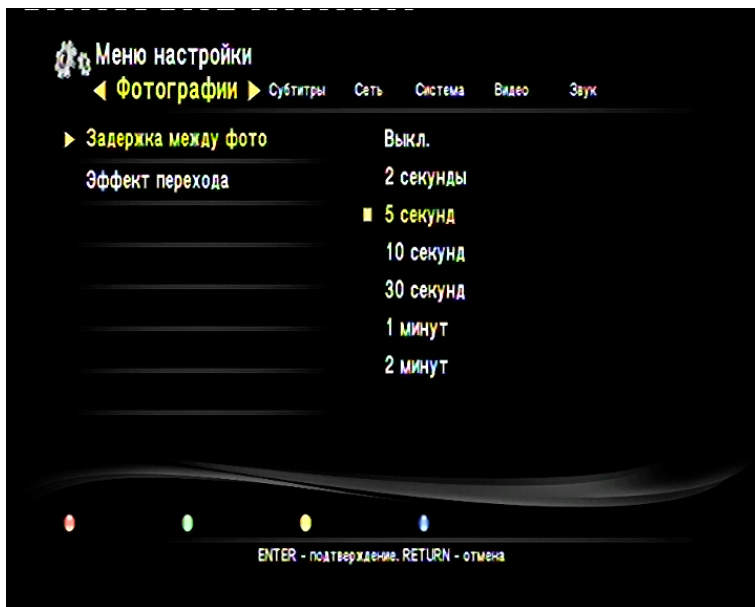 Меню настройки
Фотографии Субтитры Сеть Система Видео Звук
Задержка между фото
Эффект перехода
Выкл.
2 секунды
5 секунд
10 секунд
30 секунд
1 минут
2 минут
ENTER - подтверждение. RETURN - отмена